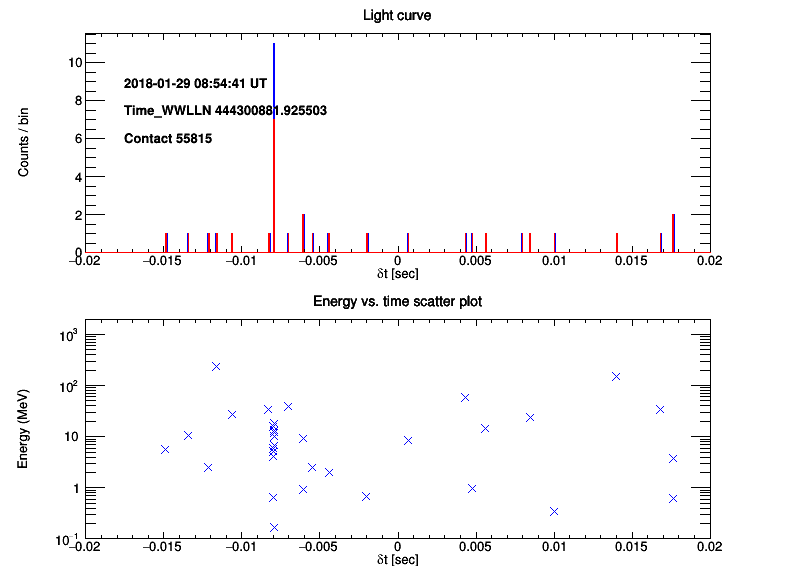 Light curve
Counts / bin
10
8
6
4
2
0
2018-01-29 08:54:41 UT
Time_WWLLN 444300881.925503
Contact 55815
−0.02 −0.015 −0.01 −0.005 0 0.005 0.01 0.015 0.02
δt [sec]
Energy vs. time scatter plot
Energy (MeV)
10³
10²
10
1
10⁻¹
−0.02 −0.015 −0.01 −0.005 0 0.005 0.01 0.015 0.02
δt [sec]